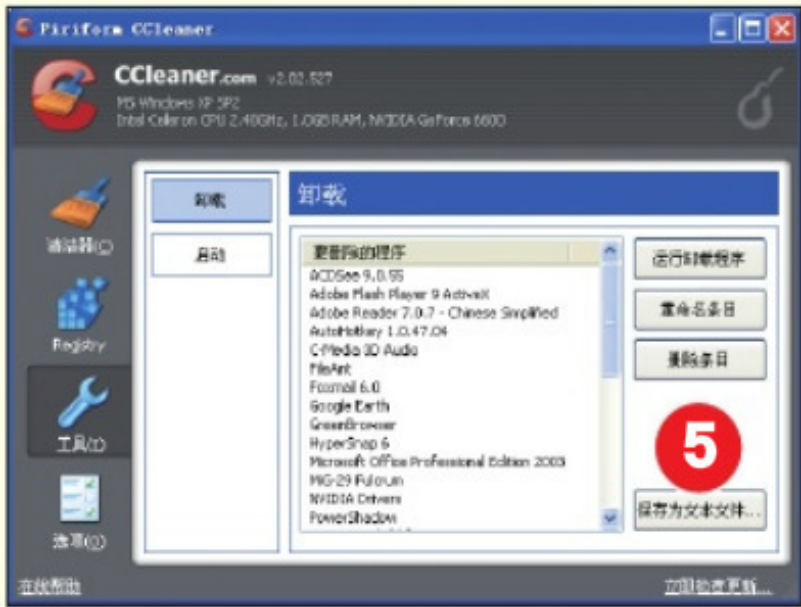 Piriform CCleaner
CCleaner.com v2.02.527
MS Windows XP SP2
Intel Celeron CPU 2.40GHz, 1.0GB RAM, NVIDIA GeForce 6600
清洁器(C)
Registry
工具(T)
选项(O)
卸载
启动
卸载
要删除的程序
ACDSee 9.0.55
Adobe Flash Player 9 ActiveX
Adobe Reader 7.0.7 - Chinese Simplified
AutoHotkey 1.0.47.04
C-Media 3D Audio
FileAnt
Foxmail 6.0
Google Earth
GreenBrowser
HyperSnap 6
Microsoft Office Professional Edition 2003
MiG-29 Fulcrum
NVIDIA Drivers
PowerShadow
运行卸载程序
重命名条目
删除条目
5
保存为文本文件...
在线帮助
立即检查更新...